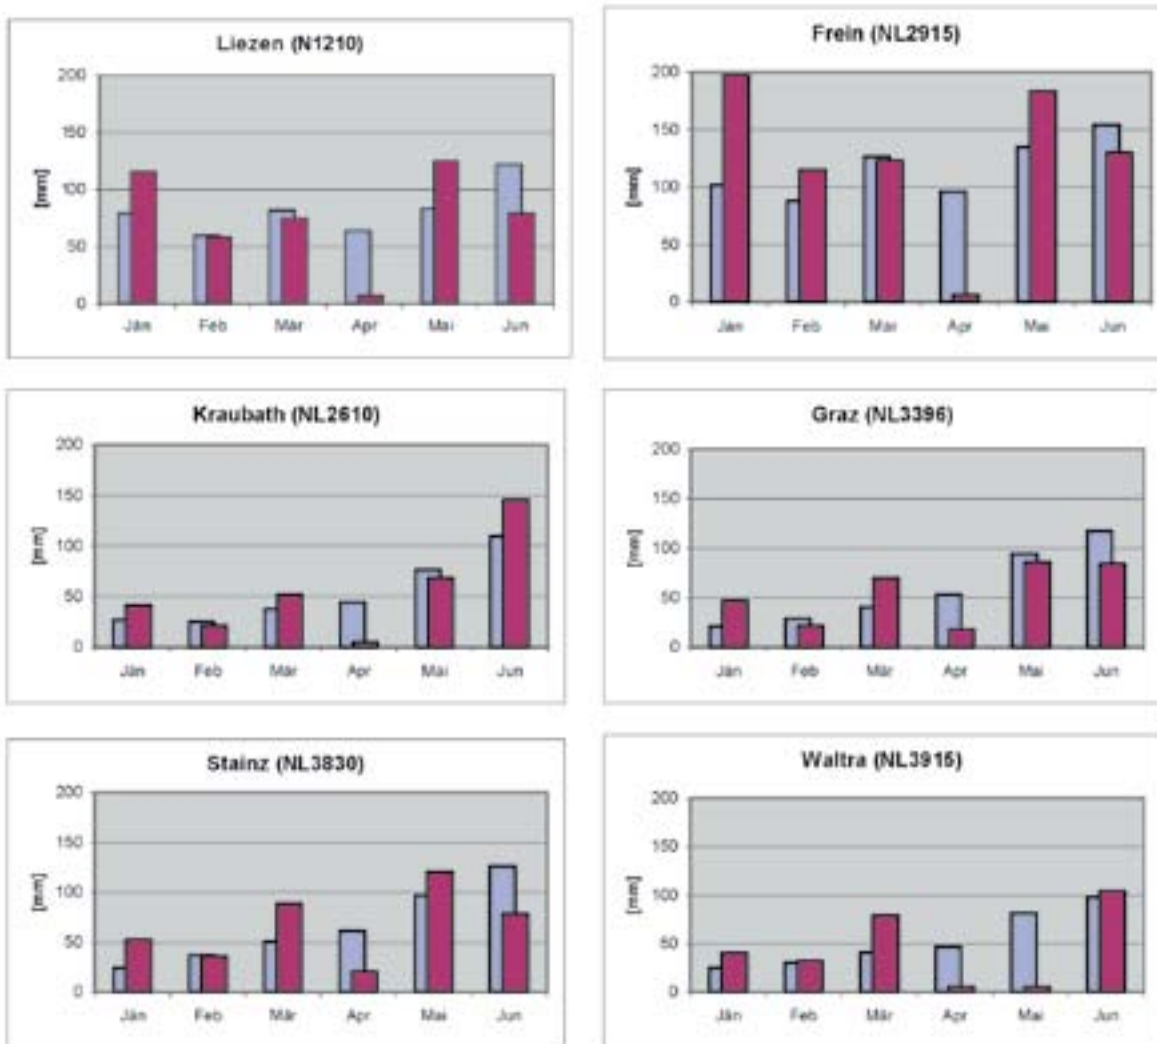 Liezen (N1210)
[mm]
200
150
100
50
0
Jän Feb Mär Apr Mai Jun
Frein (NL2915)
[mm]
200
150
100
50
0
Jän Feb Mär Apr Mai Jun
Kraubath (NL2610)
[mm]
200
150
100
50
0
Jän Feb Mär Apr Mai Jun
Graz (NL3396)
[mm]
200
150
100
50
0
Jän Feb Mär Apr Mai Jun
Stainz (NL3830)
[mm]
200
150
100
50
0
Jän Feb Mär Apr Mai Jun
Waltra (NL3915)
[mm]
200
150
100
50
0
Jän Feb Mär Apr Mai Jun